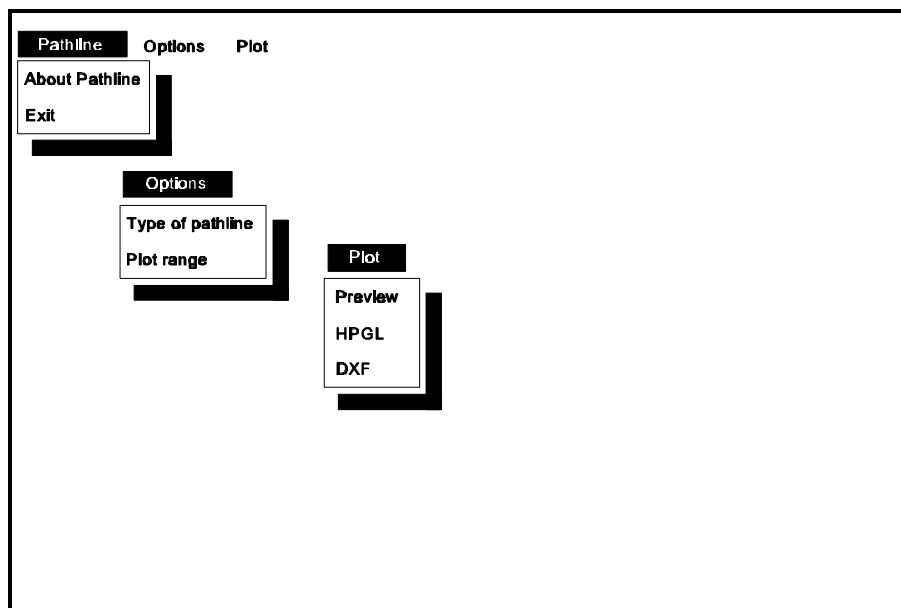 Pathline Options Plot
About Pathline
Exit
Options
Type of pathline
Plot range
Plot
Preview
HPGL
DXF